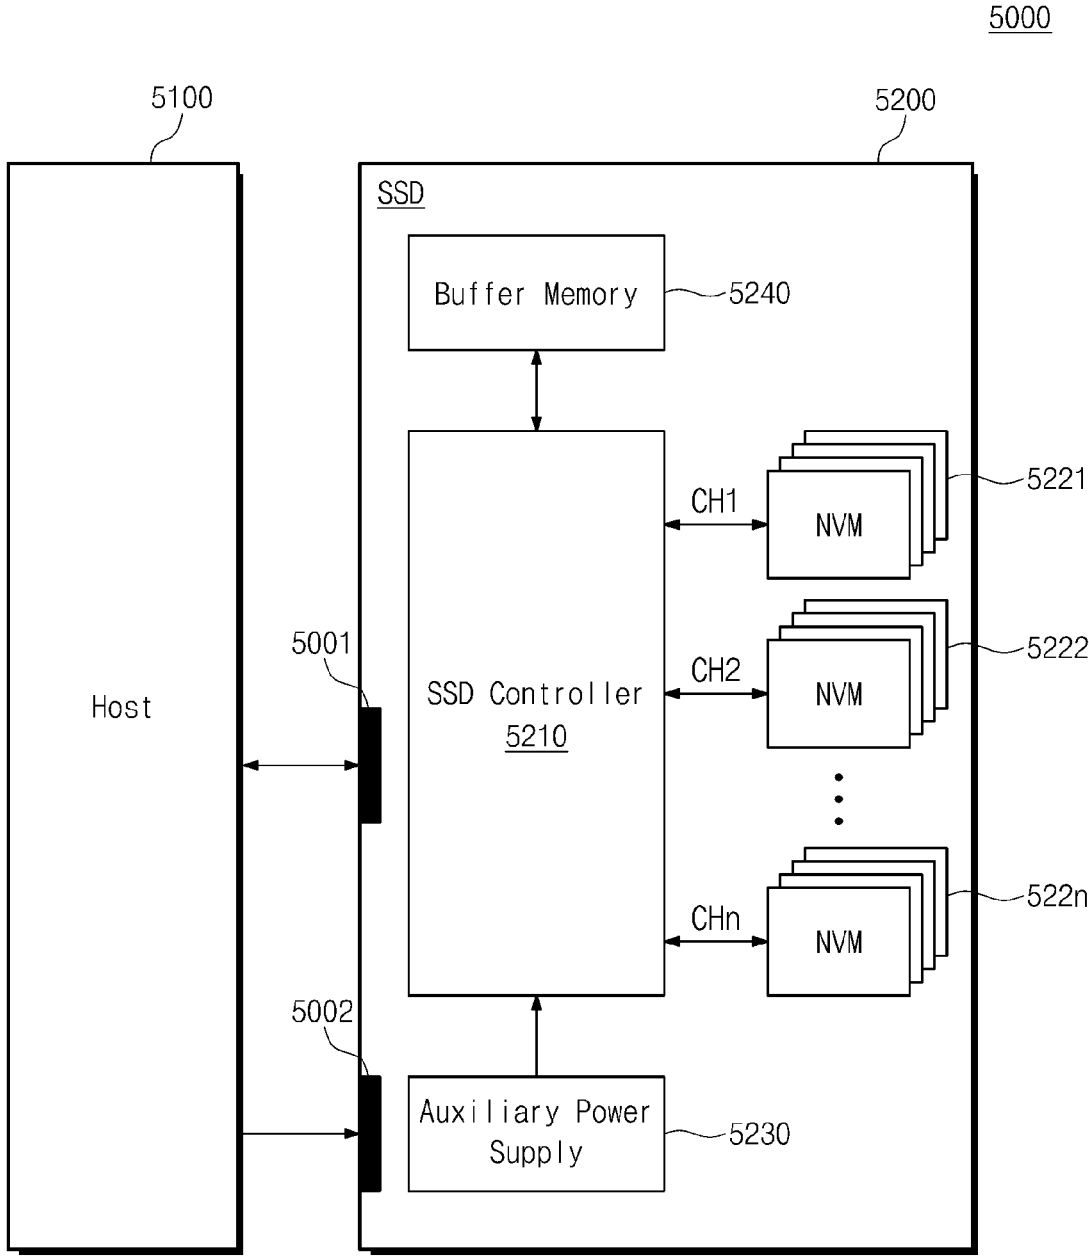 5000
5100
5200
SSD
Buffer Memory
5240
CH1
NVM
5221
CH2
NVM
5222
5001
Host
SSD Controller
5210
CHn
NVM
522n
5002
Auxiliary Power
Supply
5230